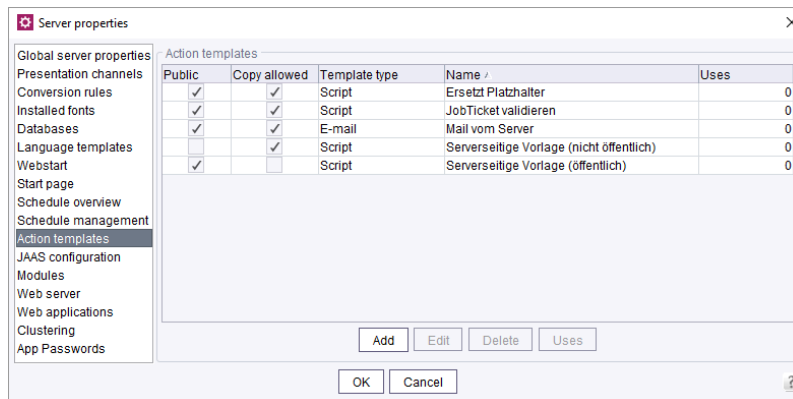 Server properties
Global server properties
Presentation channels
Conversion rules
Installed fonts
Databases
Language templates
Webstart
Start page
Schedule overview
Schedule management
Action templates
JAAS configuration
Modules
Web server
Web applications
Clustering
App Passwords
Action templates
Public Copy allowed Template type Name Uses
Script Ersetzt Platzhalter 0
Script JobTicket validieren 0
E-mail Mail vom Server 0
Script Serverseitige Vorlage (nicht öffentlich) 0
Script Serverseitige Vorlage (öffentlich) 0
Add Edit Delete Uses
OK Cancel
?